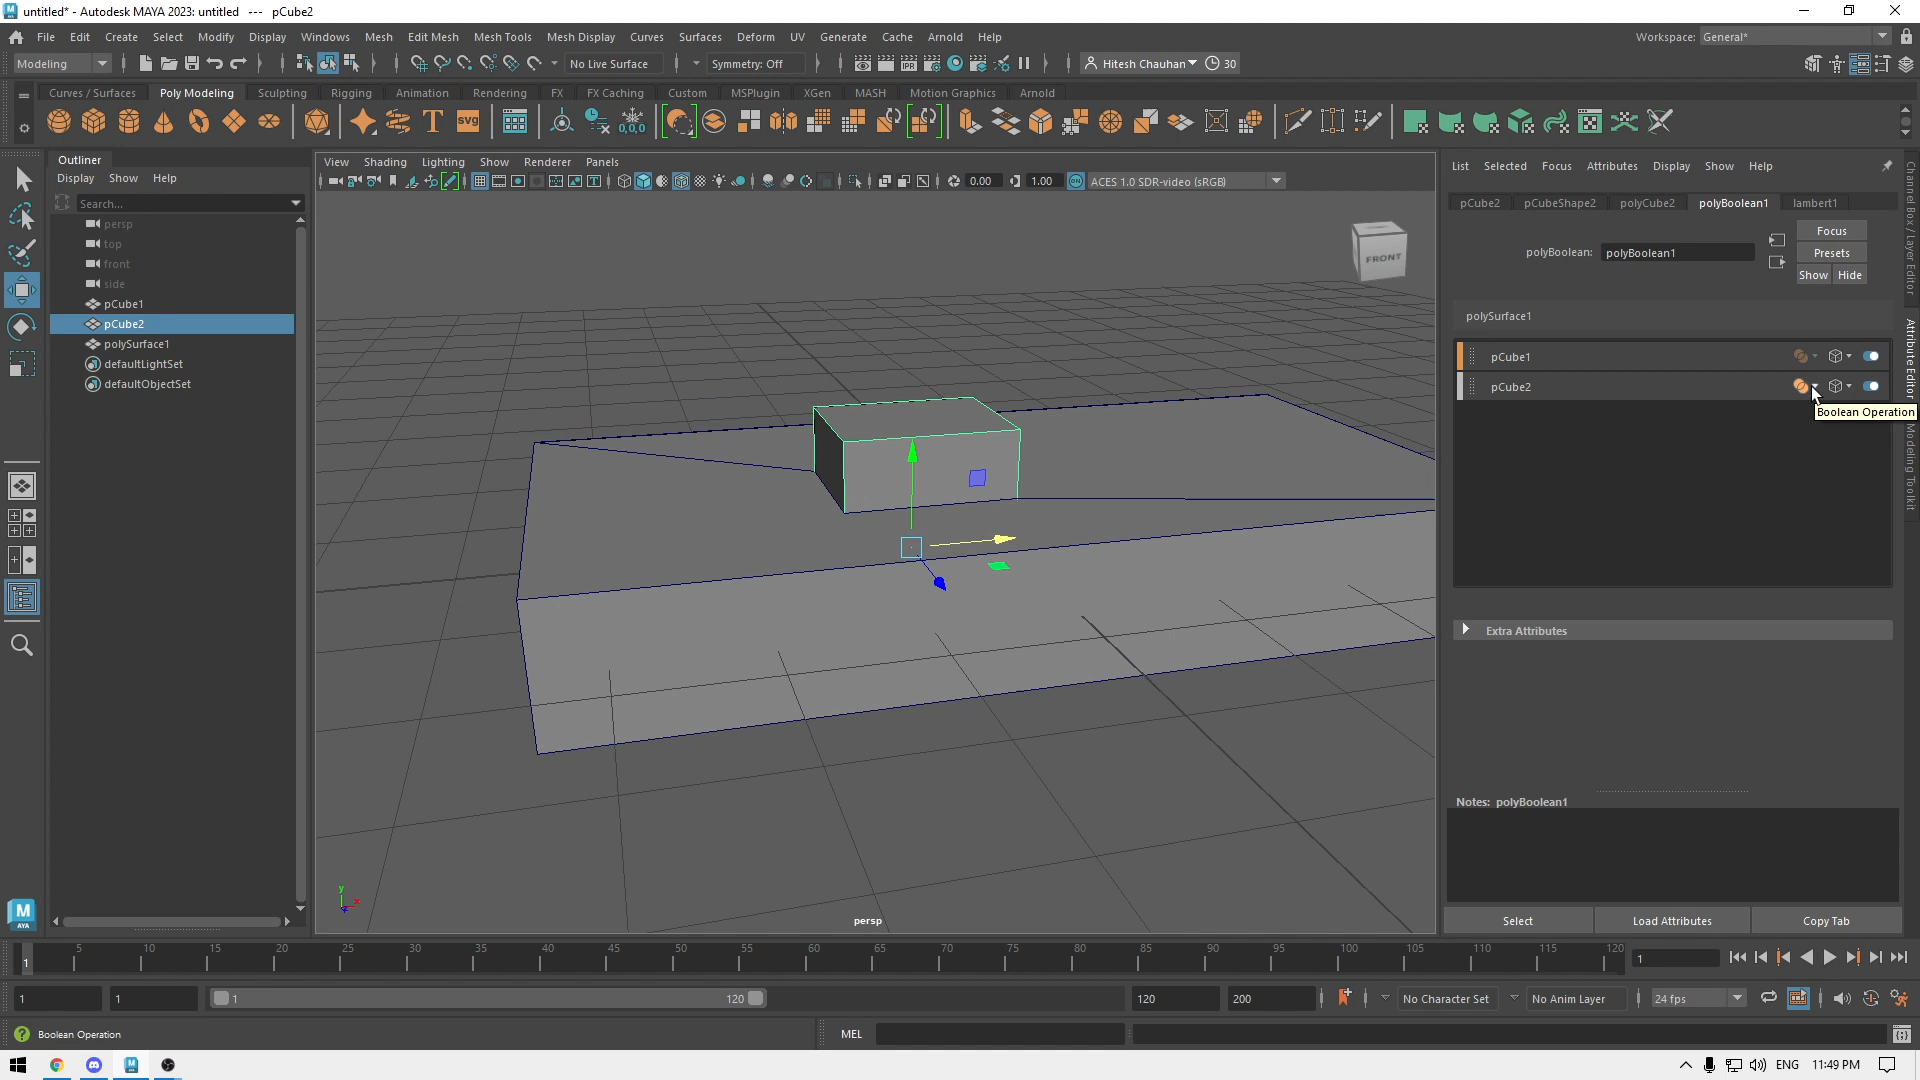 untitled* - Autodesk MAYA 2023: untitled --- pCube2
File Edit Create Select Modify Display Windows Mesh Edit Mesh Mesh Tools Mesh Display Curves Surfaces Deform UV Generate Cache Arnold Help
Workspace: General*
Modeling
No Live Surface
Symmetry: Off
IPR
Hitesh Chauhan
30
Curves / Surfaces Poly Modeling Sculpting Rigging Animation Rendering FX FX Caching Custom MSPlugin XGen MASH Motion Graphics Arnold
SVG
0,0,0
Outliner
Display Show Help
Search...
persp
top
front
side
pCube1
pCube2
polySurface1
defaultLightSet
defaultObjectSet
View Shading Lighting Show Renderer Panels
0.00
1.00
ON
ACES 1.0 SDR-video (sRGB)
FRONT
y
x
persp
List Selected Focus Attributes Display Show Help
pCube2 pCubeShape2 polyCube2 polyBoolean1 lambert1
polyBoolean: polyBoolean1
Focus
Presets
Show Hide
polySurface1
pCube1
pCube2
Boolean Operation
Extra Attributes
Notes: polyBoolean1
Select
Load Attributes
Copy Tab
Channel Box / Layer Editor
Attribute Editor
Modeling Toolkit
M
AYA
1
5 10 15 20 25 30 35 40 45 50 55 60 65 70 75 80 85 90 95 100 105 110 115 120
1
1
1
1
120
120
200
No Character Set
No Anim Layer
24 fps
Boolean Operation
MEL
ENG
11:49 PM